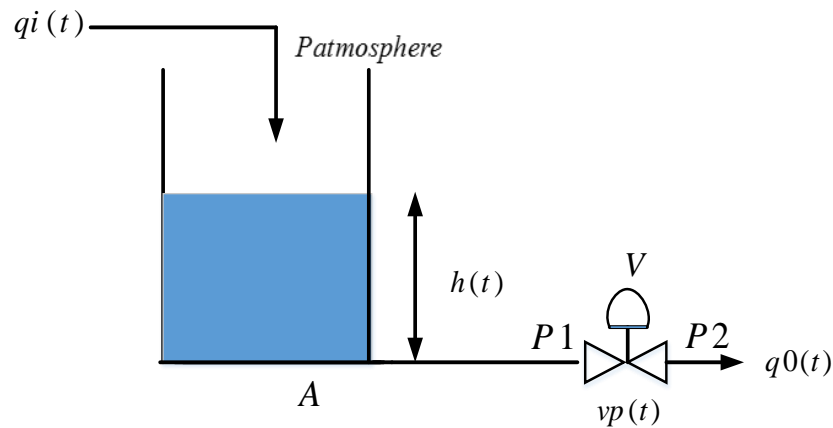 qi (t)
Patmosphere
h(t)
V
P1
P2
q0(t)
A
vp(t)